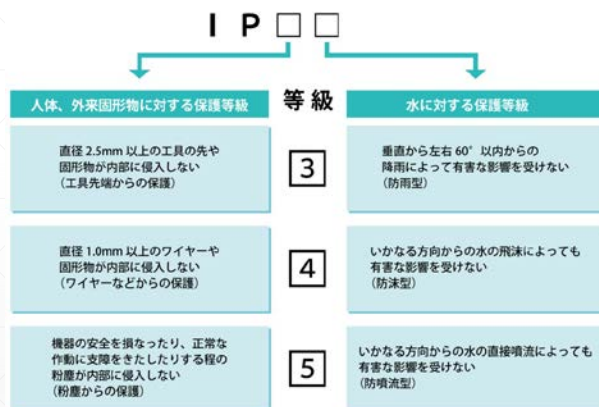 IP□□
人体、外来固形物に対する保護等級
等級
水に対する保護等級
直径 2.5mm 以上の工具の先や
固形物が内部に侵入しない
（工具先端からの保護）
3
垂直から左右 60° 以内からの
降雨によって有害な影響を受けない
（防雨型）
直径 1.0mm 以上のワイヤーや
固形物が内部に侵入しない
（ワイヤーなどからの保護）
4
いかなる方向からの水の飛沫によっても
有害な影響を受けない
（防沫型）
機器の安全を損なったり、正常な
作動に支障をきたしたりする程の
粉塵が内部に侵入しない
（粉塵からの保護）
5
いかなる方向からの水の直接噴流によっても
有害な影響を受けない
（防噴流型）